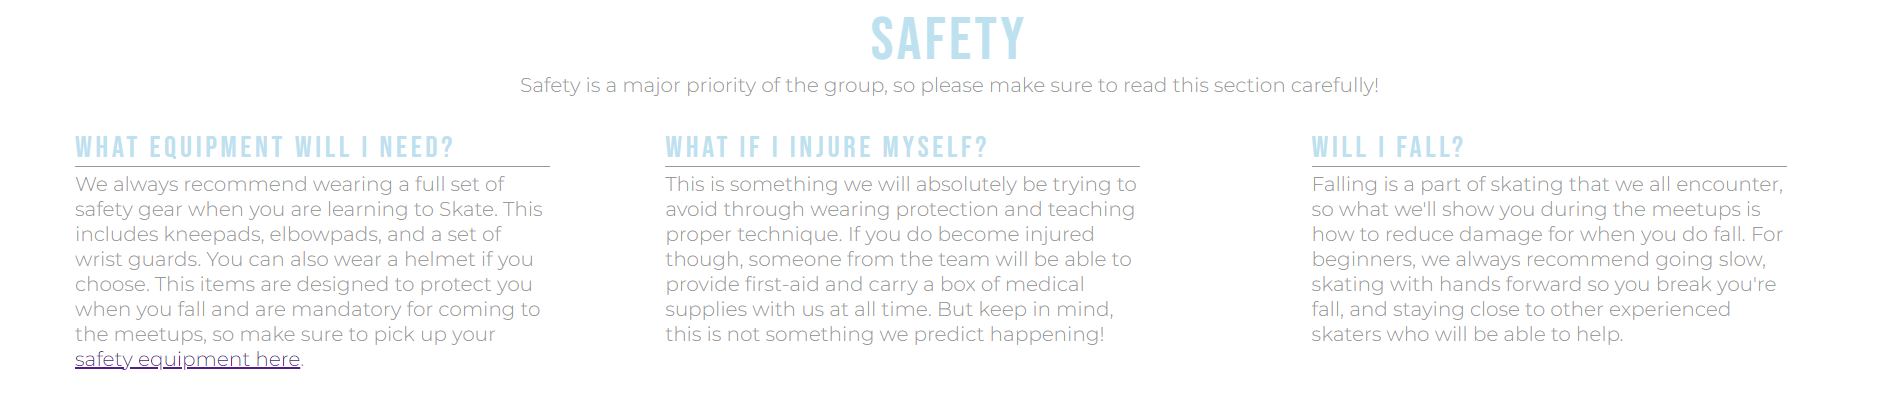 SAFETY
Safety is a major priority of the group, so please make sure to read this section carefully!
WHAT EQUIPMENT WILL I NEED?
We always recommend wearing a full set of
safety gear when you are learning to Skate. This
includes kneepads, elbowpads, and a set of
wrist guards. You can also wear a helmet if you
choose. This items are designed to protect you
when you fall and are mandatory for coming to
the meetups, so make sure to pick up your
safety equipment here.
WHAT IF I INJURE MYSELF?
This is something we will absolutely be trying to
avoid through wearing protection and teaching
proper technique. If you do become injured
though, someone from the team will be able to
provide first-aid and carry a box of medical
supplies with us at all time. But keep in mind,
this is not something we predict happening!
WILL I FALL?
Falling is a part of skating that we all encounter,
so what we'll show you during the meetups is
how to reduce damage for when you do fall. For
beginners, we always recommend going slow,
skating with hands forward so you break you're
fall, and staying close to other experienced
skaters who will be able to help.